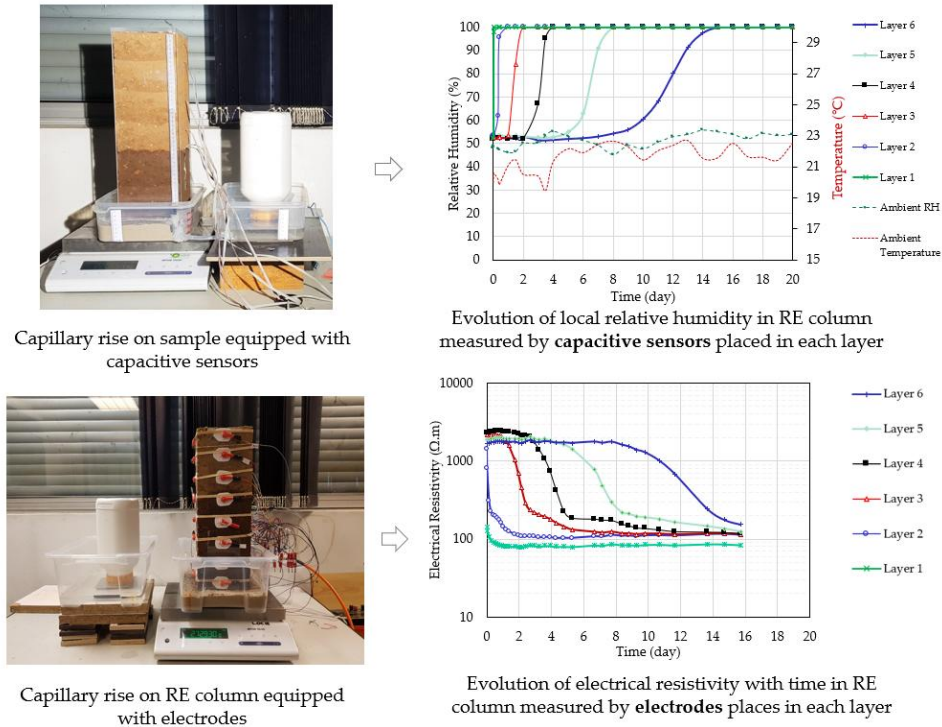 Relative Humidity (%)
100
90
80
70
60
50
40
30
20
10
0
29
27
25
23
21
19
17
15
Temperature (°C)
0 2 4 6 8 10 12 14 16 18 20
Time (day)
Layer 6
Layer 5
Layer 4
Layer 3
Layer 2
Layer 1
Ambient RH
Ambient
Temperature
Capillary rise on sample equipped with
capacitive sensors
Evolution of local relative humidity in RE column
measured by capacitive sensors placed in each layer
Electrical Resistivity (Ω.m)
10000
1000
100
10
0 2 4 6 8 10 12 14 16 18 20
Time (day)
Layer 6
Layer 5
Layer 4
Layer 3
Layer 2
Layer 1
Capillary rise on RE column equipped
with electrodes
Evolution of electrical resistivity with time in RE
column measured by electrodes places in each layer